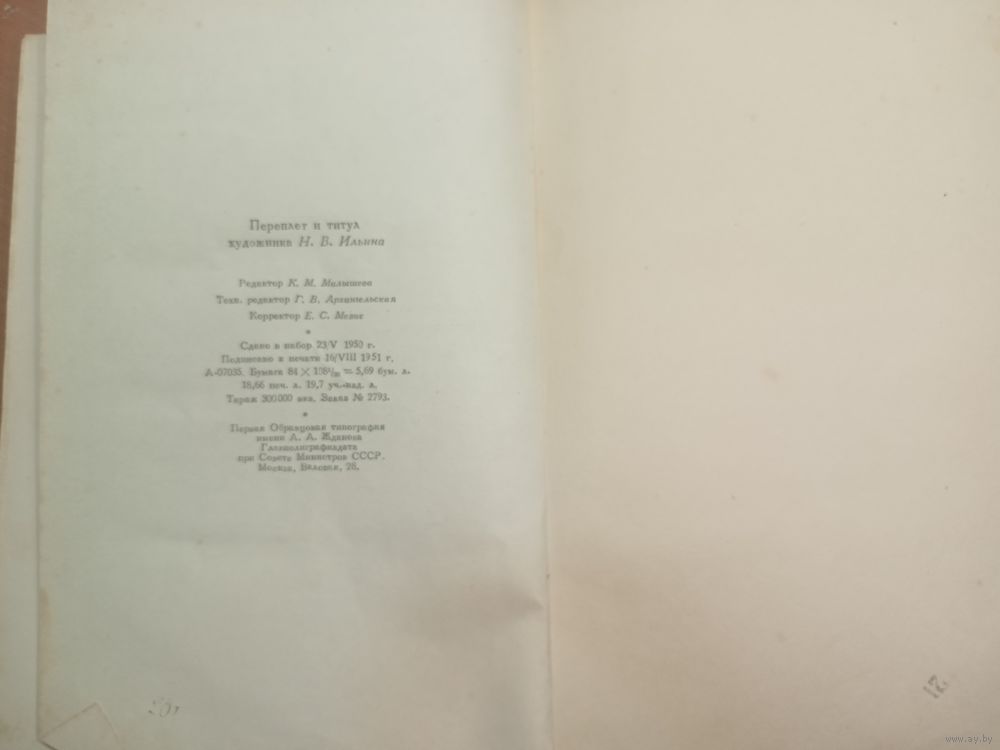 Переплет и титул
художника Н. В. Ильина
Редактор К. М. Малышева
Техн. редактор Г. В. Архангельская
Корректор Е. С.
*
Сдано в набор 23/V 1950 г.
Подписано к печати 16/VIII 1951 г.
А-07035. Бумага 84 × 108¹/₃₂ = 5,69 бум. л.
18,66 печ. л. 19,7 уч.-изд. л.
Тираж 300 000 экз. Заказ № 2793.
*
Первая Образцовая типография
имени А. А. Жданова
Главполиграфиздата
при Совете Министров СССР.
Москва, Валовая, 28.
12
www.ay.by